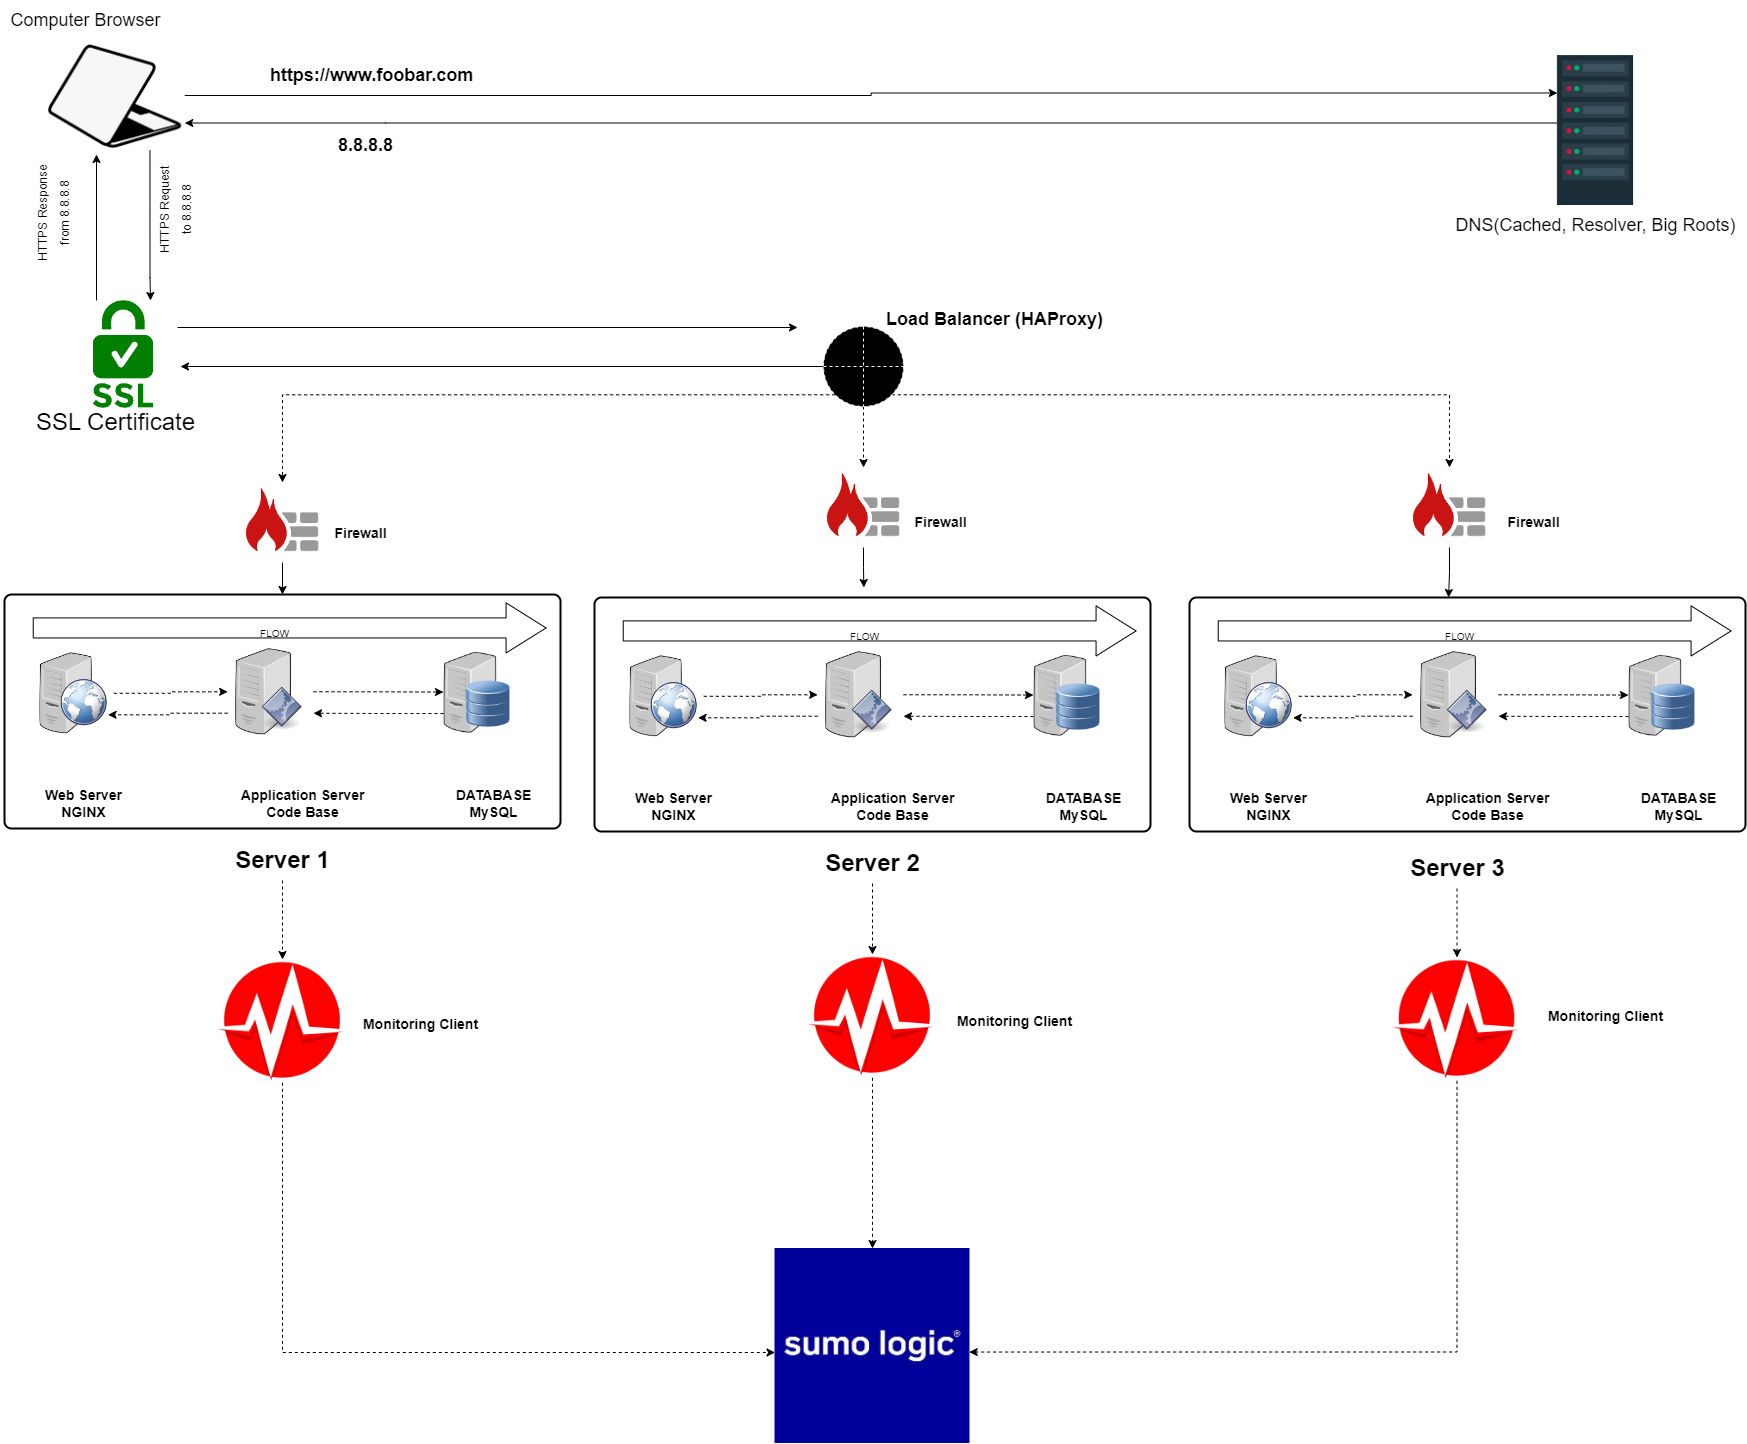 Computer Browser
https://www.foobar.com
8.8.8.8
DNS(Cached, Resolver, Big Roots)
HTTPS Response
from 8.8.8.8
HTTPS Request
to 8.8.8.8
SSL
SSL Certificate
Load Balancer (HAProxy)
Firewall
Firewall
Firewall
FLOW
Web Server
NGINX
Application Server
Code Base
DATABASE
MySQL
Server 1
FLOW
Web Server
NGINX
Application Server
Code Base
DATABASE
MySQL
Server 2
FLOW
Web Server
NGINX
Application Server
Code Base
DATABASE
MySQL
Server 3
Monitoring Client
Monitoring Client
Monitoring Client
sumo logic®